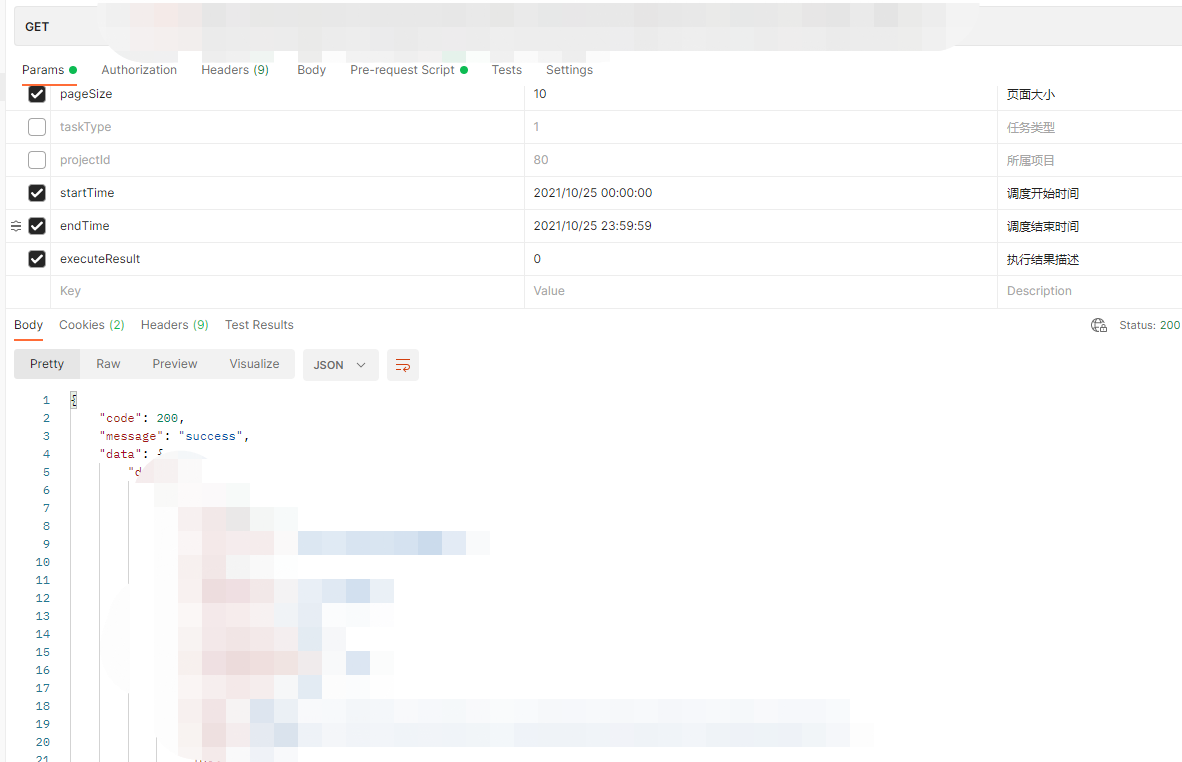 GET
Params Authorization Headers (9) Body Pre-request Script Tests Settings
pageSize 10 页面大小
taskType 1 任务类型
projectId 80 所属项目
startTime 2021/10/25 00:00:00 调度开始时间
endTime 2021/10/25 23:59:59 调度结束时间
executeResult 0 执行结果描述
Key Value Description
Body Cookies (2) Headers (9) Test Results Status: 200
Pretty Raw Preview Visualize JSON
1 {
2 "code": 200,
3 "message": "success",
4 "data": {
5 "d
6
7
8
9
10
11
12
13
14
15
16
17
18
19
20
21